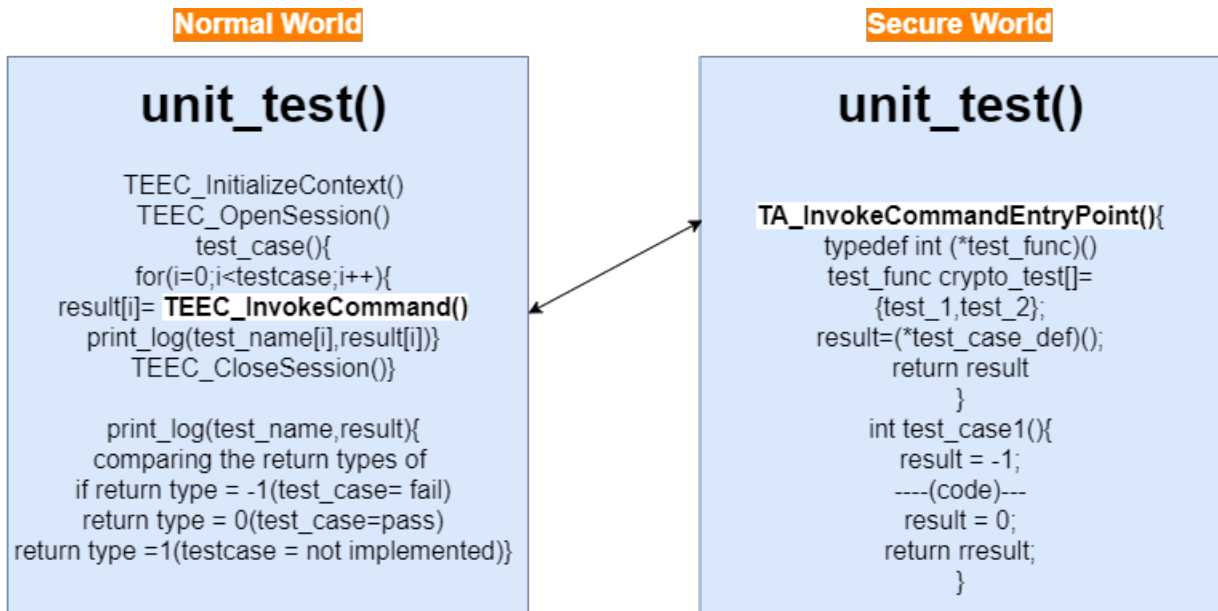 Normal World
unit_test()
TEEC_InitializeContext()
TEEC_OpenSession()
test_case(){
for(i=0;i<testcase;i++){
result[i]= TEEC_InvokeCommand()
print_log(test_name[i],result[i])}
TEEC_CloseSession()}
print_log(test_name,result){
comparing the return types of
if return type = -1(test_case= fail)
return type = 0(test_case=pass)
return type =1(testcase = not implemented)}
Secure World
unit_test()
TA_InvokeCommandEntryPoint(){
typedef int (*test_func)()
test_func crypto_test[]=
{test_1,test_2};
result=(*test_case_def)();
return result
}
int test_case1(){
result = -1;
----(code)---
result = 0;
return rresult;
}